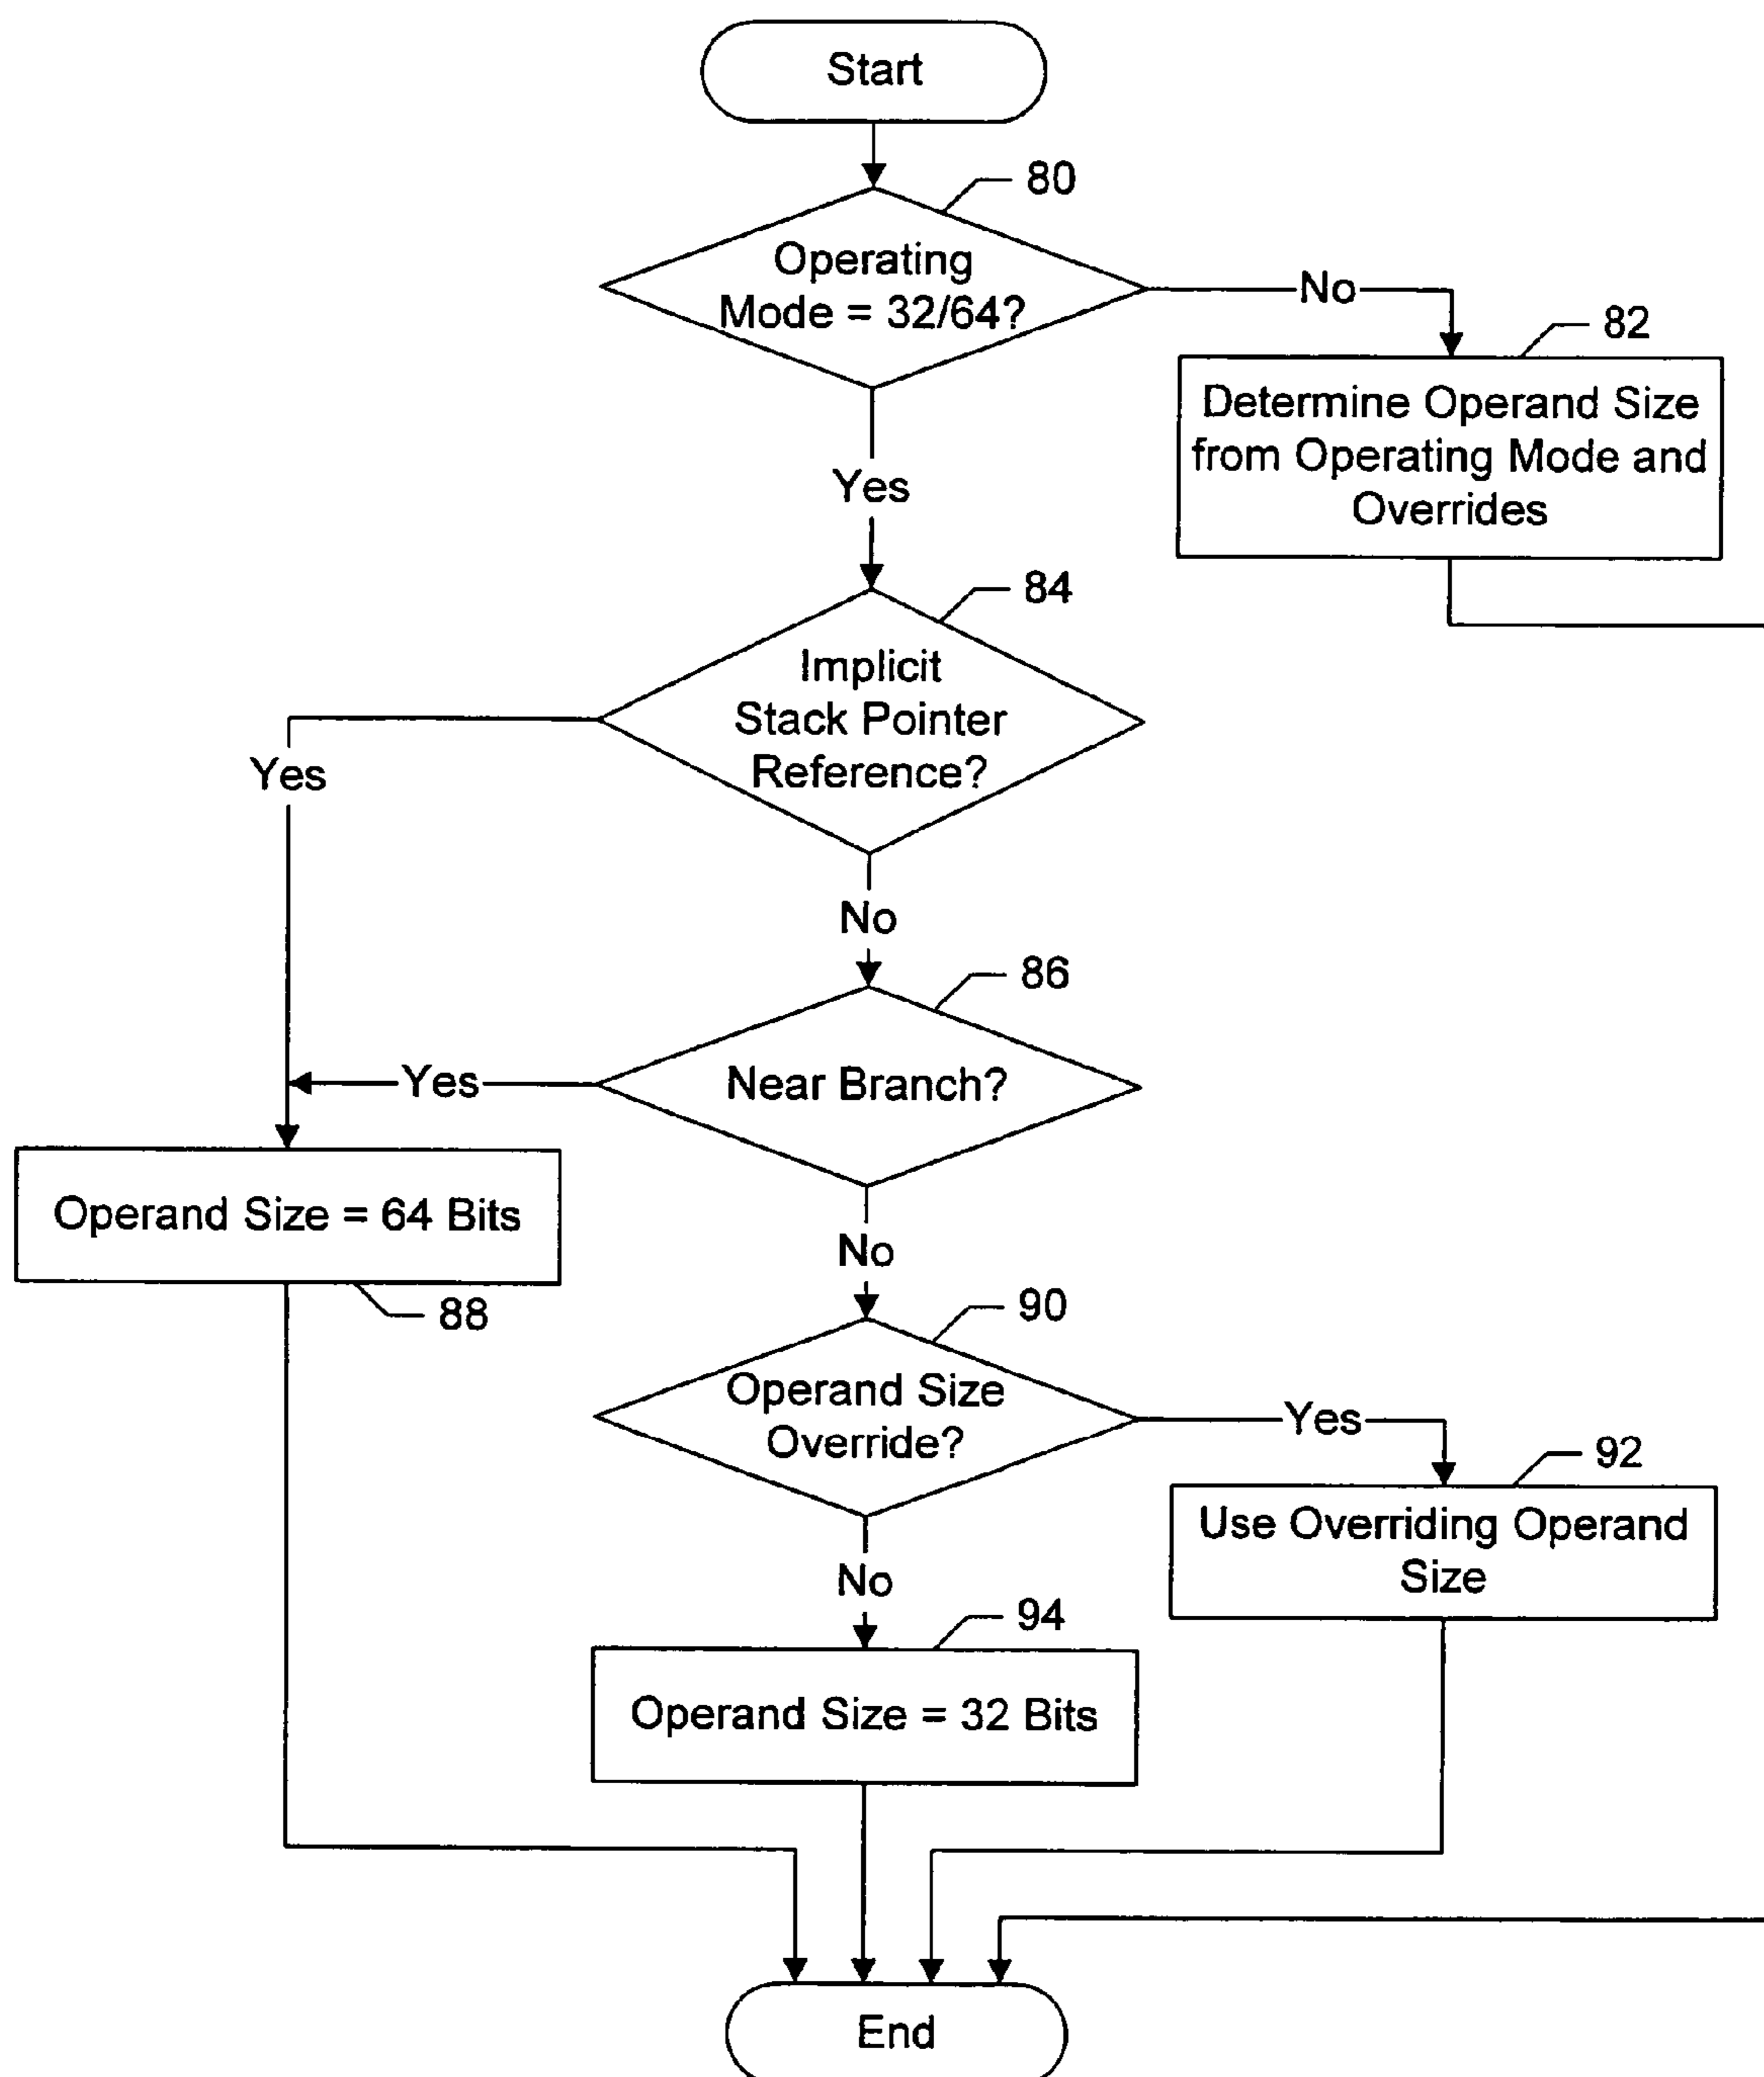 Start
80
Operating
Mode = 32/64?
No
82
Determine Operand Size
from Operating Mode and
Overrides
Yes
84
Implicit
Stack Pointer
Reference?
Yes
No
86
Near Branch?
Yes
Operand Size = 64 Bits
88
No
90
Operand Size
Override?
Yes
92
Use Overriding Operand
Size
No
94
Operand Size = 32 Bits
End